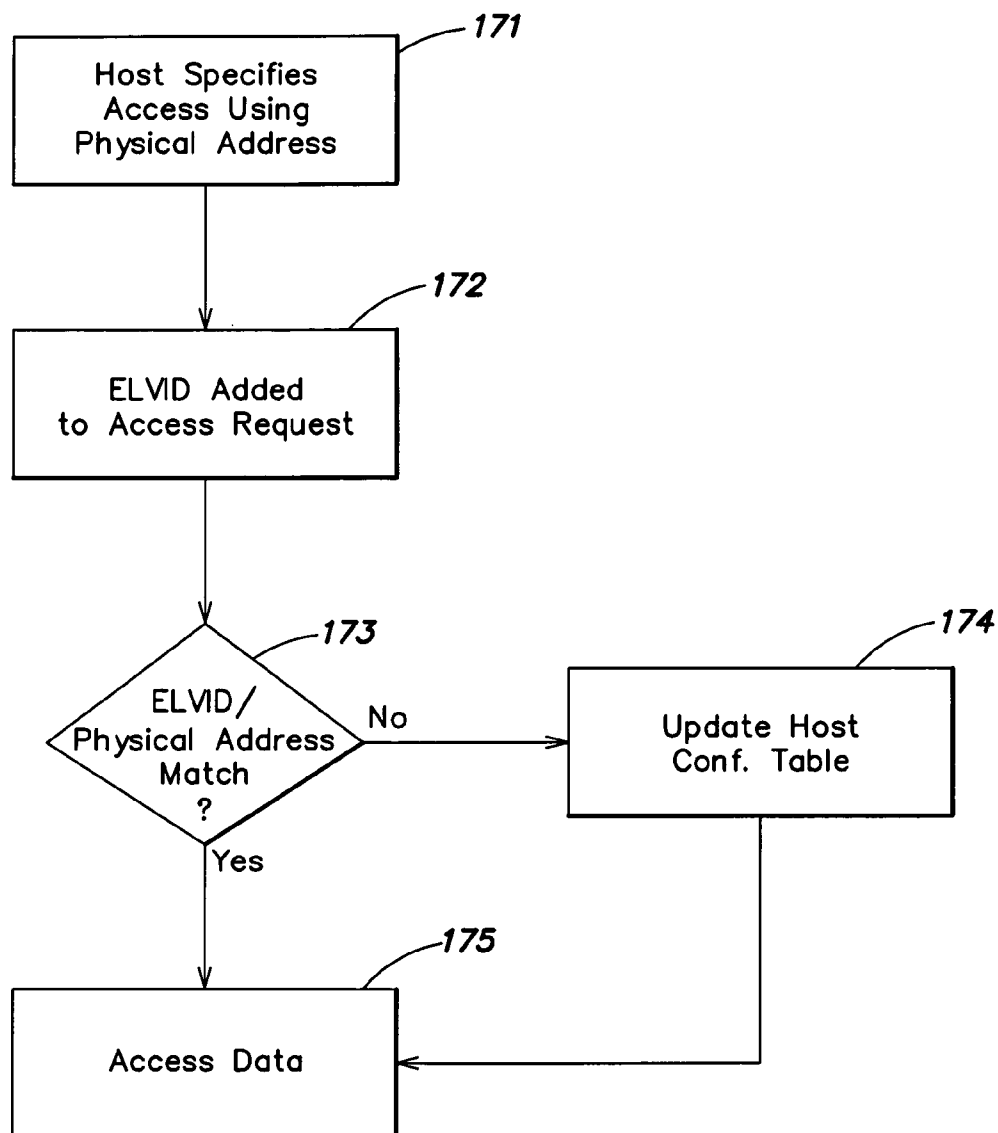 171
Host Specifies
Access Using
Physical Address
172
ELVID Added
to Access Request
173
ELVID/
Physical Address
Match
?
No
Yes
174
Update Host
Conf. Table
175
Access Data